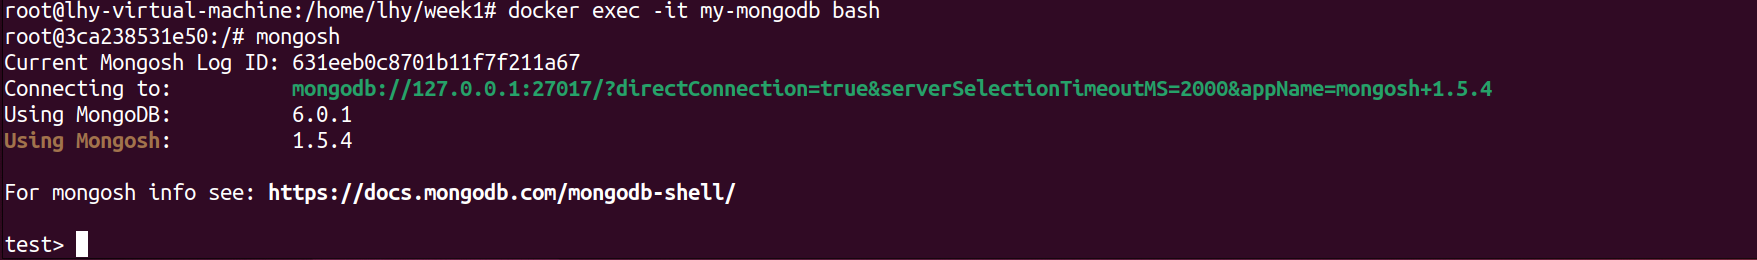 root@lhy-virtual-machine:/home/lhy/week1# docker exec -it my-mongodb bash
root@3ca238531e50:/# mongosh
Current Mongosh Log ID: 631eeb0c8701b11f7f211a67
Connecting to: mongodb://127.0.0.1:27017/?directConnection=true&serverSelectionTimeoutMS=2000&appName=mongosh+1.5.4
Using MongoDB: 6.0.1
Using Mongosh: 1.5.4
For mongosh info see: https://docs.mongodb.com/mongodb-shell/
test>